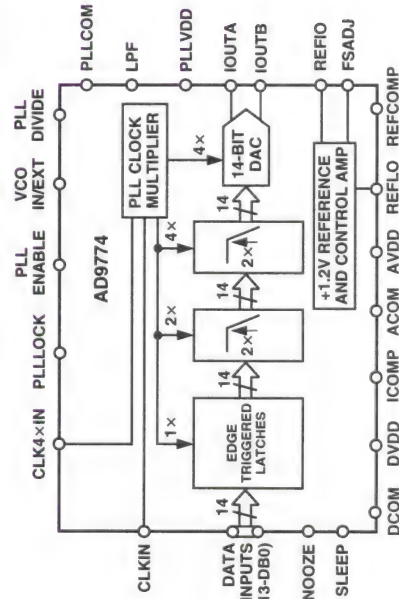 CLK4×IN
PLLLOCK
PLL
ENABLE
VCO
IN/EXT
PLL
DIVIDE
PLLCOM
LPF
PLLVDD
IOUTA
IOUTB
REFIO
FSADJ
AD9774
PLL CLOCK
MULTIPLIER
1×
2×
4×
4×
CLKIN
DATA
INPUTS
13-DB0)
NOOZE
SLEEP
14
EDGE
TRIGGERED
LATCHES
14
2×
14
2×
14
14-BIT
DAC
+1.2V REFERENCE
AND CONTROL AMP
DCOM
DVDD
ICOMP
ACOM
AVDD
REFLO
REFCOMP